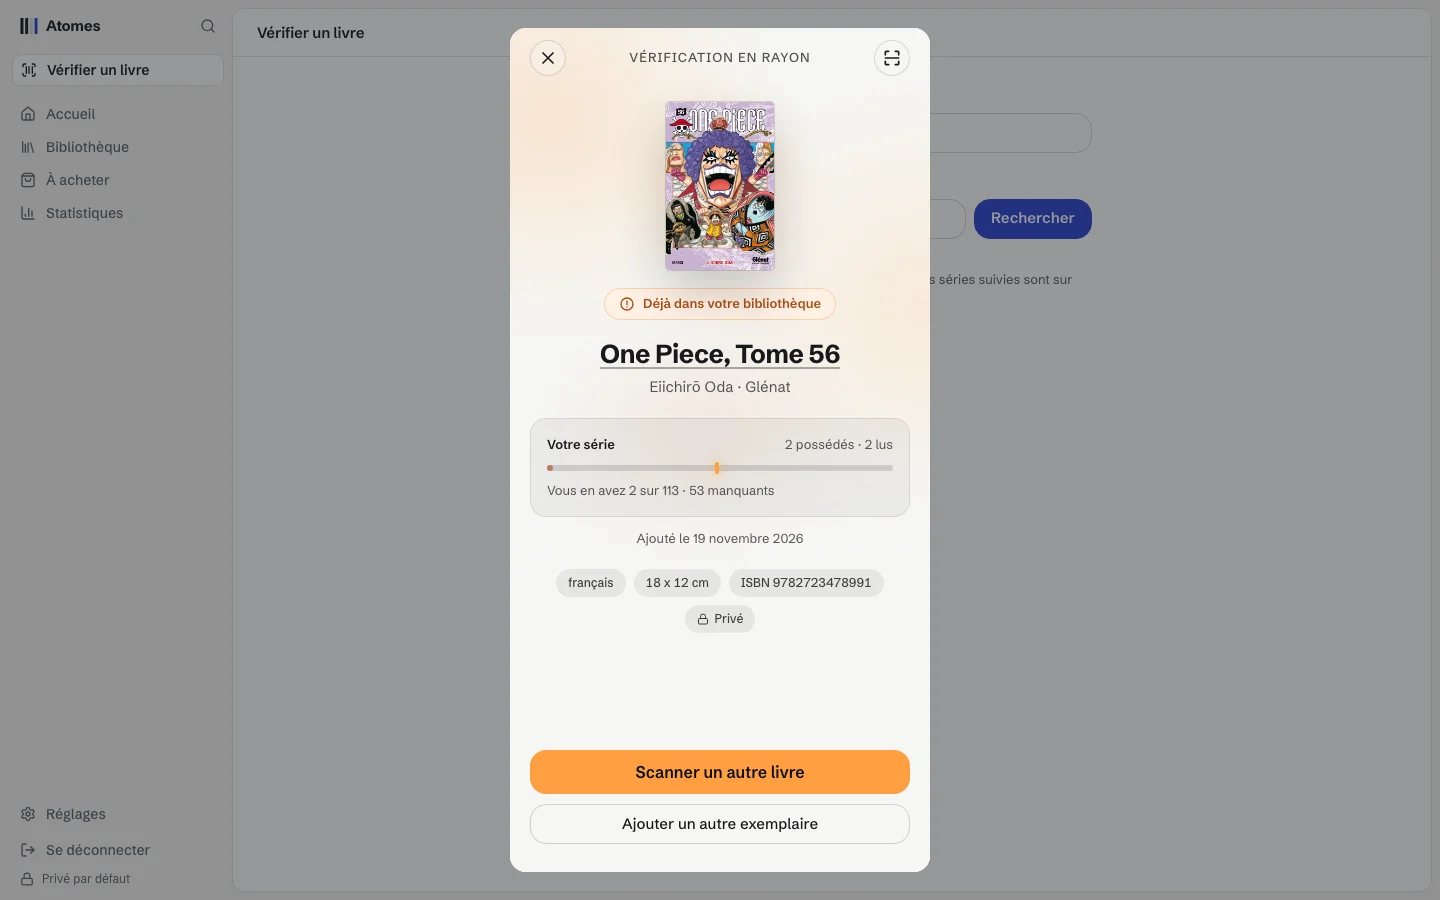 Atomes
Vérifier un livre
Accueil
Bibliothèque
À acheter
Statistiques
Réglages
Se déconnecter
Privé par défaut
Vérifier un livre
Rechercher
s séries suivies sont sur
VÉRIFICATION EN RAYON
56
ONE PIECE
Glénat
Déjà dans votre bibliothèque
One Piece, Tome 56
Eiichirō Oda · Glénat
Votre série
2 possédés · 2 lus
Vous en avez 2 sur 113 · 53 manquants
Ajouté le 19 novembre 2026
français
18 x 12 cm
ISBN 9782723478991
Privé
Scanner un autre livre
Ajouter un autre exemplaire